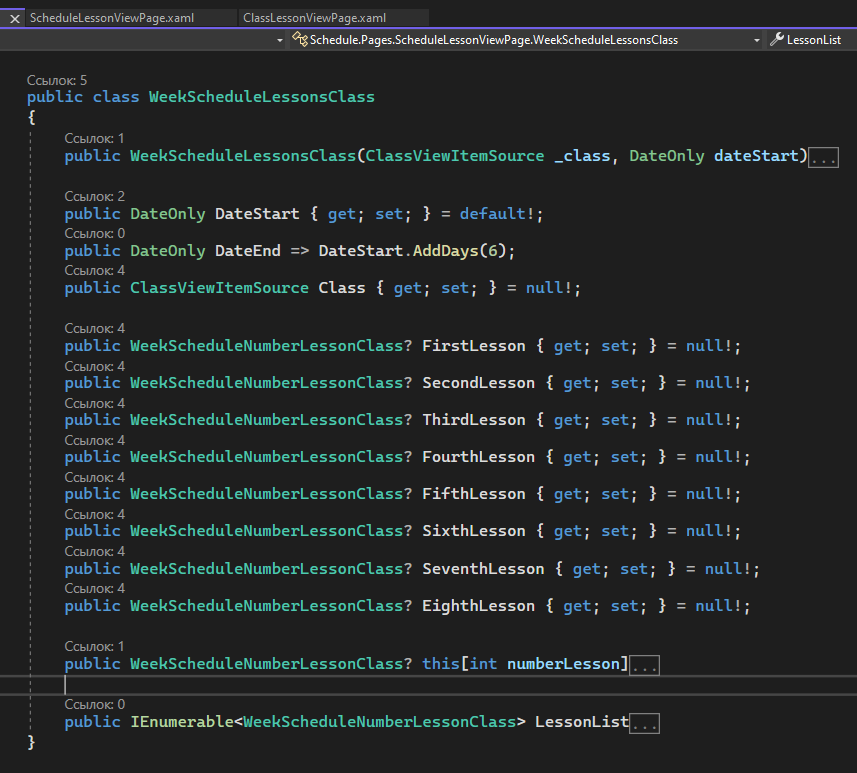 ScheduleLessonViewPage.xaml ClassLessonViewPage.xaml
Schedule.Pages.ScheduleLessonViewPage.WeekScheduleLessonsClass LessonList
Ссылок: 5
public class WeekScheduleLessonsClass
{
Ссылок: 1
public WeekScheduleLessonsClass(ClassViewItemSource _class, DateOnly dateStart)...
Ссылок: 2
public DateOnly DateStart { get; set; } = default!;
Ссылок: 0
public DateOnly DateEnd => DateStart.AddDays(6);
Ссылок: 4
public ClassViewItemSource Class { get; set; } = null!;
Ссылок: 4
public WeekScheduleNumberLessonClass? FirstLesson { get; set; } = null!;
Ссылок: 4
public WeekScheduleNumberLessonClass? SecondLesson { get; set; } = null!;
Ссылок: 4
public WeekScheduleNumberLessonClass? ThirdLesson { get; set; } = null!;
Ссылок: 4
public WeekScheduleNumberLessonClass? FourthLesson { get; set; } = null!;
Ссылок: 4
public WeekScheduleNumberLessonClass? FifthLesson { get; set; } = null!;
Ссылок: 4
public WeekScheduleNumberLessonClass? SixthLesson { get; set; } = null!;
Ссылок: 4
public WeekScheduleNumberLessonClass? SeventhLesson { get; set; } = null!;
Ссылок: 4
public WeekScheduleNumberLessonClass? EighthLesson { get; set; } = null!;
Ссылок: 1
public WeekScheduleNumberLessonClass? this[int numberLesson]...
Ссылок: 0
public IEnumerable<WeekScheduleNumberLessonClass> LessonList...
}